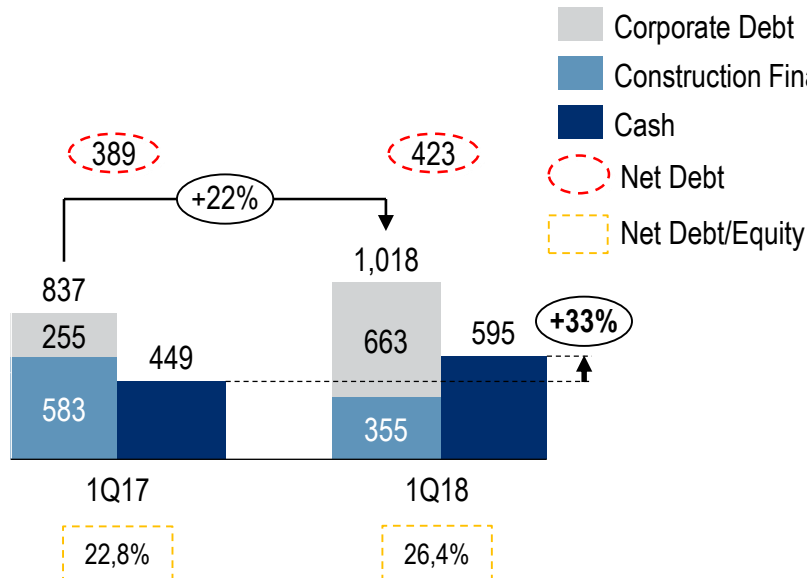 Corporate Debt
Construction Fina
Cash
Net Debt
Net Debt/Equity
389
423
+22%
837
1,018
255
583
449
663
355
595
+33%
1Q17
1Q18
22,8%
26,4%